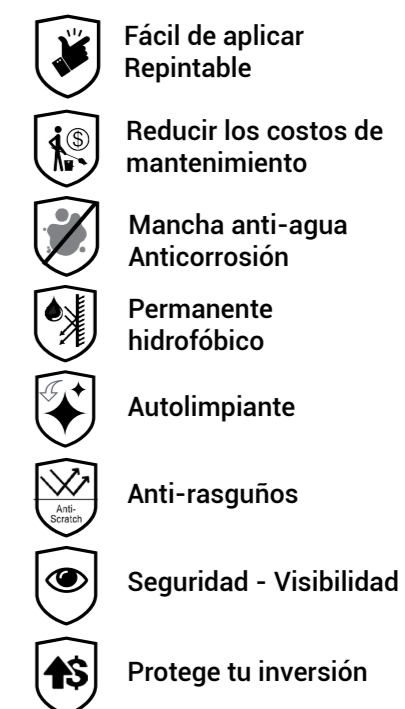 Fácil de aplicar
Repintable
$
Reducir los costos de
mantenimiento
Mancha anti-agua
Anticorrosión
Permanente
hidrofóbico
Autolimpiante
Anti-
Scratch
Anti-rasguños
Seguridad - Visibilidad
$
Protege tu inversión